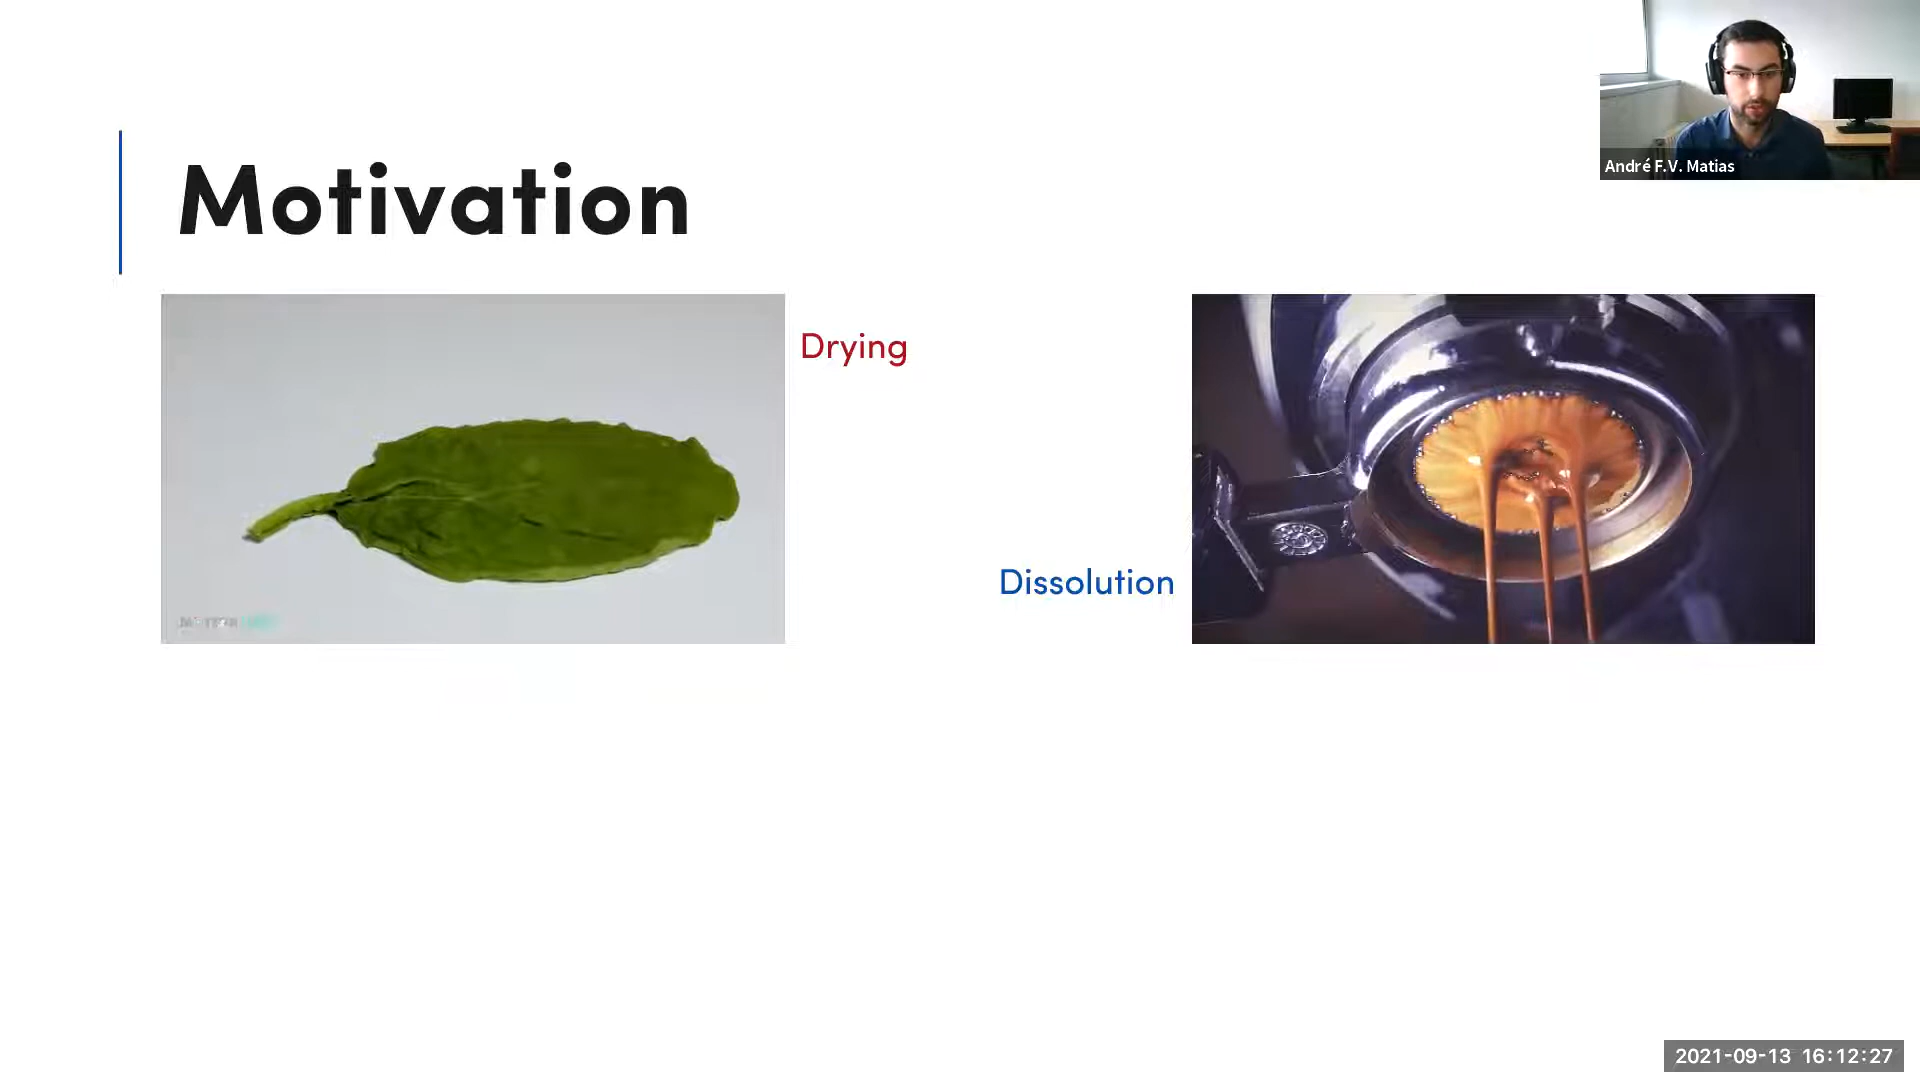 Motivation
André F.V. Matias
Drying
Dissolution
2021-09-13 16:12:27